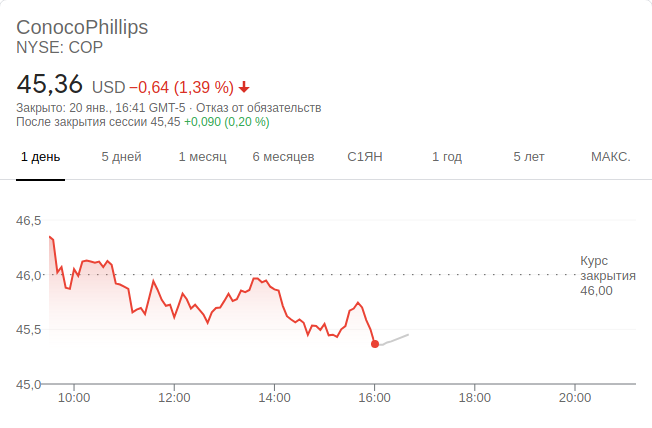 ConocoPhillips
NYSE: COP
45,36 USD −0,64 (1,39 %)
Закрыто: 20 янв., 16:41 GMT-5 · Отказ от обязательств
После закрытия сессии 45,45 +0,090 (0,20 %)
1 день 5 дней 1 месяц 6 месяцев С1ЯН 1 год 5 лет МАКС.
46,5
46,0
45,5
45,0
Курс
закрытия
46,00
10:00 12:00 14:00 16:00 18:00 20:00